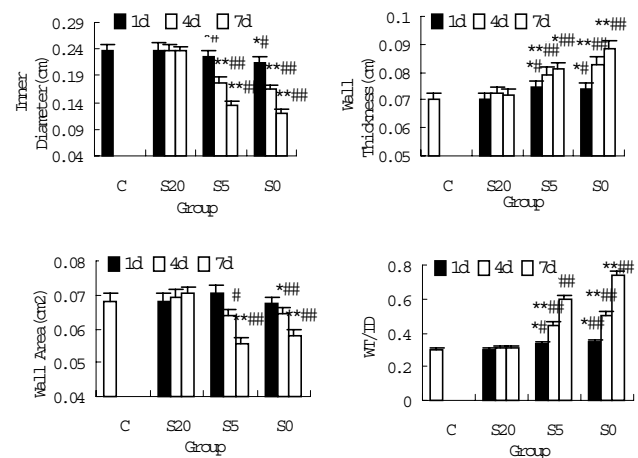 0.29
0.24
0.19
0.14
0.09
0.04
Inner
Diameter(cm)
1d 4d 7d
*#
**##
**##
*#
**##
**##
C S20 S5 S0
Group
0.1
0.09
0.08
0.07
0.06
0.05
Wall
Thickness(cm)
1d 4d 7d
*#
**##
*##
*#
**##
**##
C S20 S5 S0
Group
0.08
0.07
0.06
0.05
0.04
Wall Area(cm2)
1d 4d 7d
#
**##
*##
**##
C S20 S5 S0
Group
0.8
0.6
0.4
0.2
0
WT/ID
1d 4d 7d
*#
**##
##
*##
**##
**##
C S20 S5 S0
Group